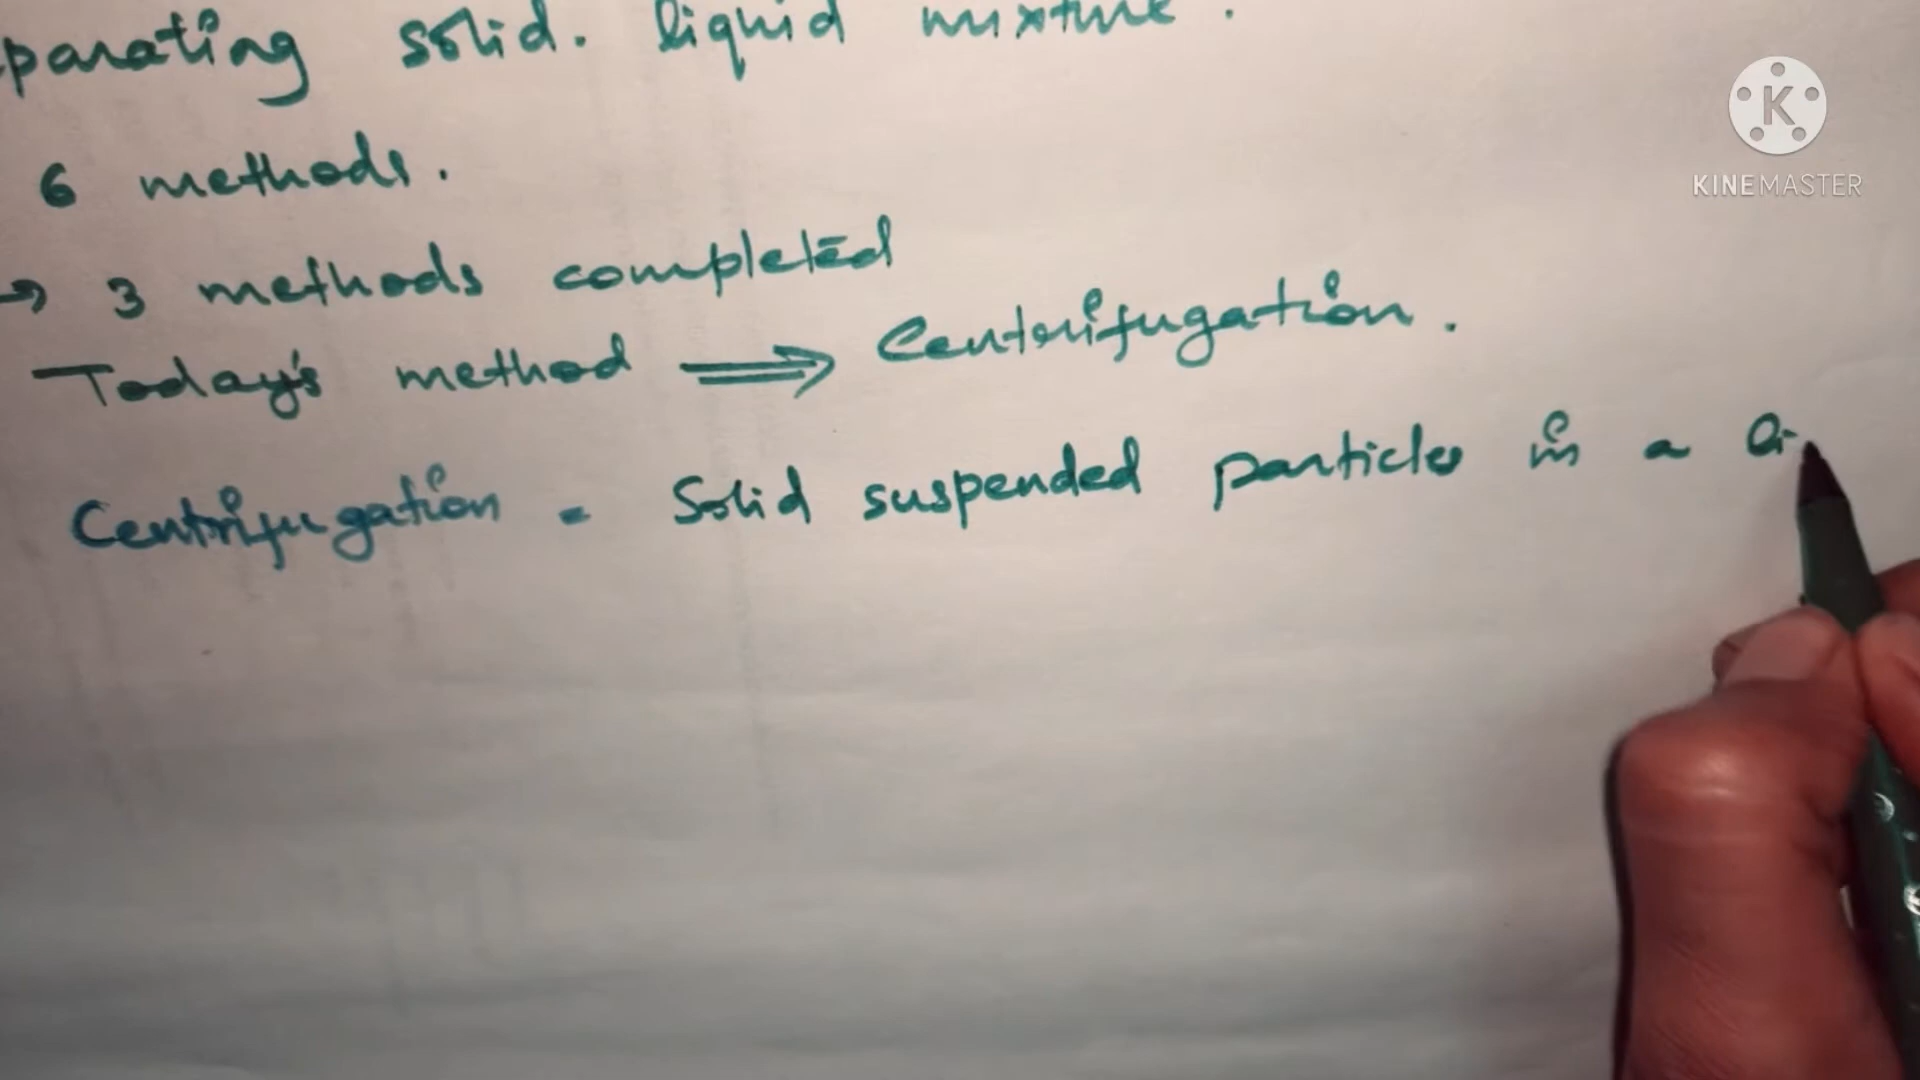 parating solid. liquid mixture.
6 methods.
→ 3 methods completed
Today's method ⟹ Centrifugation.
Centrifugation - Solid suspended particles in a
K
KINEMASTER